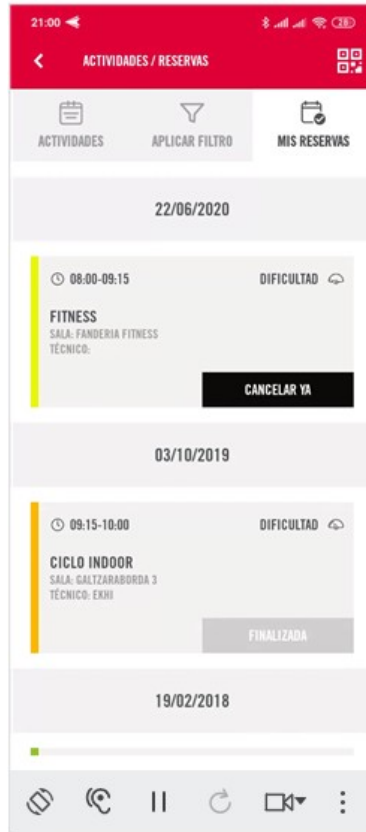 21:00
28
ACTIVIDADES / RESERVAS
ACTIVIDADES
APLICAR FILTRO
MIS RESERVAS
22/06/2020
08:00-09:15
DIFICULTAD
FITNESS
SALA: FANDERIA FITNESS
TÉCNICO:
CANCELAR YA
03/10/2019
09:15-10:00
DIFICULTAD
CICLO INDOOR
SALA: GALTZARABORDA 3
TÉCNICO: EKHI
FINALIZADA
19/02/2018